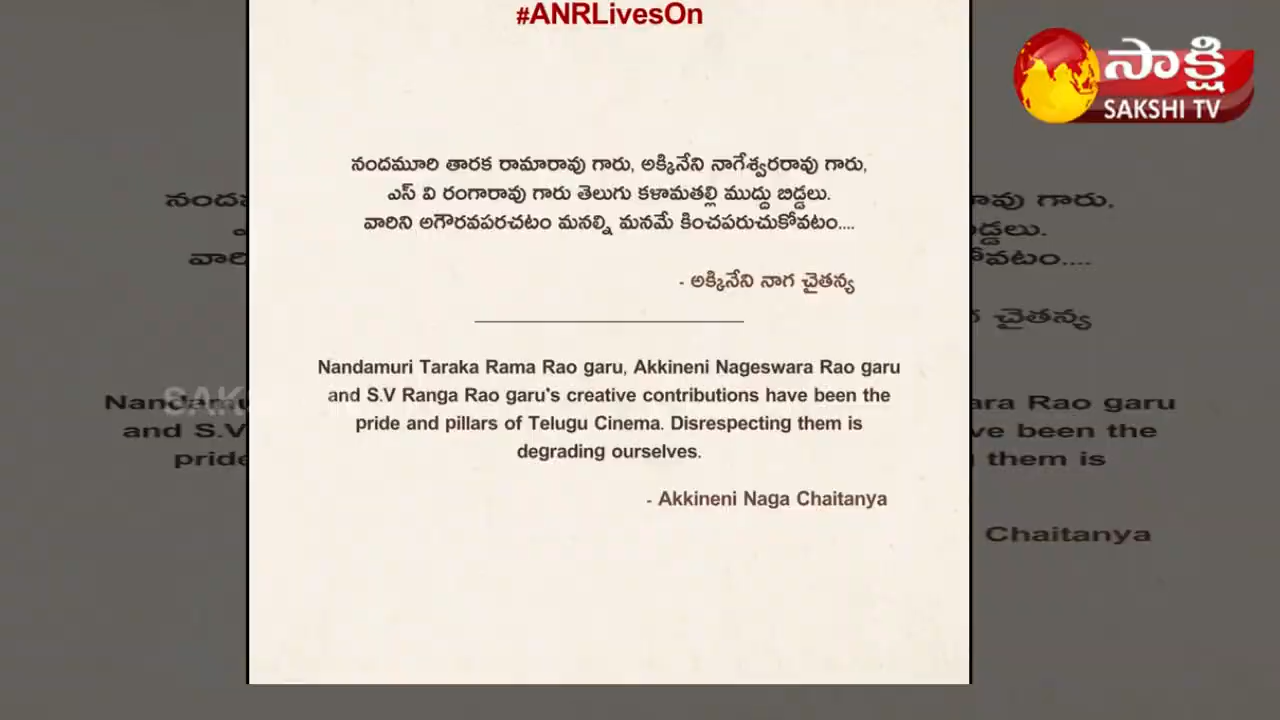 #ANRLivesOn
సాక్షి
SAKSHI TV
నందమూరి తారక రామారావు గారు, అక్కినేని నాగేశ్వరరావు గారు,
ఎస్ వి రంగారావు గారు తెలుగు కళామతల్లి ముద్దు బిడ్డలు.
వారిని అగౌరవపరచటం మనల్ని మనమే కించపరుచుకోవటం....
- అక్కినేని నాగ చైతన్య
Nandamuri Taraka Rama Rao garu, Akkineni Nageswara Rao garu
and S.V Ranga Rao garu's creative contributions have been the
pride and pillars of Telugu Cinema. Disrespecting them is
degrading ourselves.
- Akkineni Naga Chaitanya